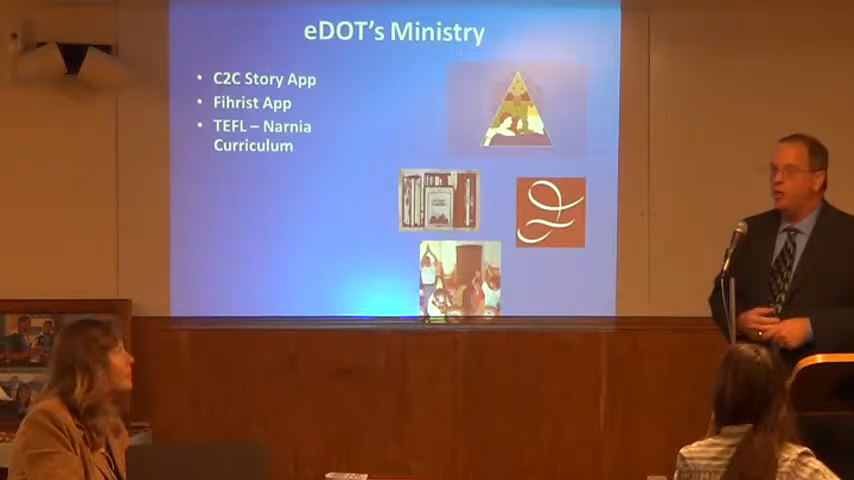 eDOT's Ministry
• C2C Story App
• Fihrist App
• TEFL – Narnia
Curriculum